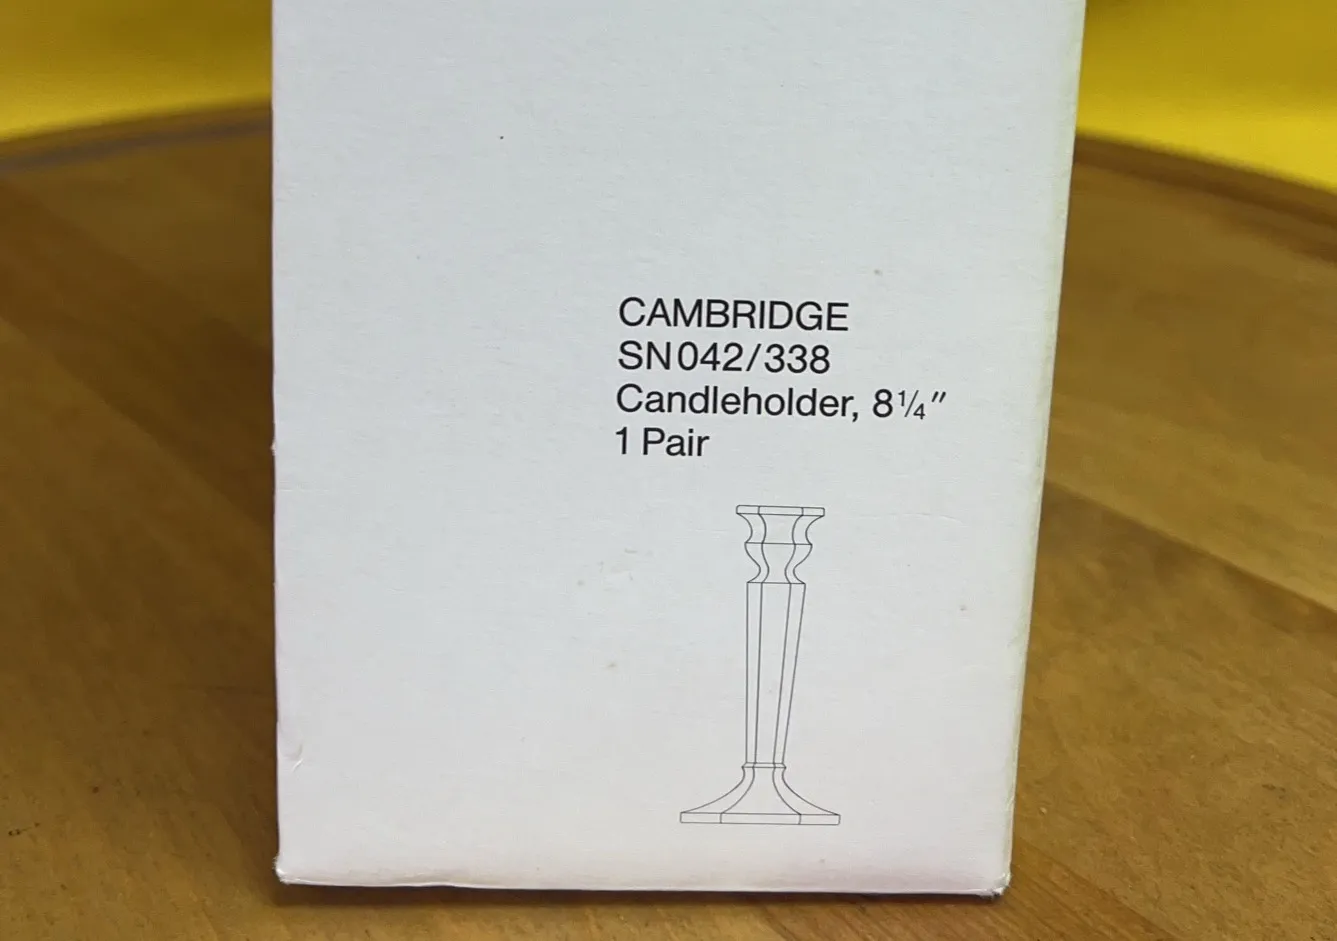 CAMBRIDGE
SN042/338
Candleholder, 8¼″
1 Pair